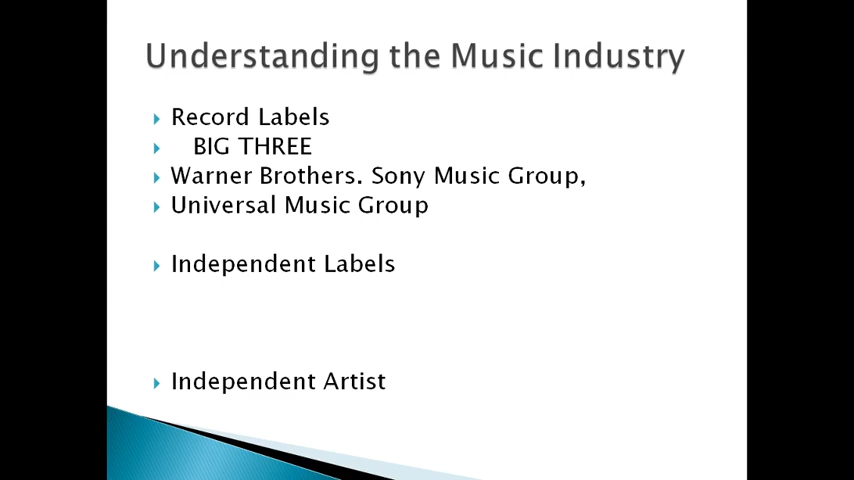 Understanding the Music Industry
Record Labels
BIG THREE
Warner Brothers. Sony Music Group,
Universal Music Group
Independent Labels
Independent Artist